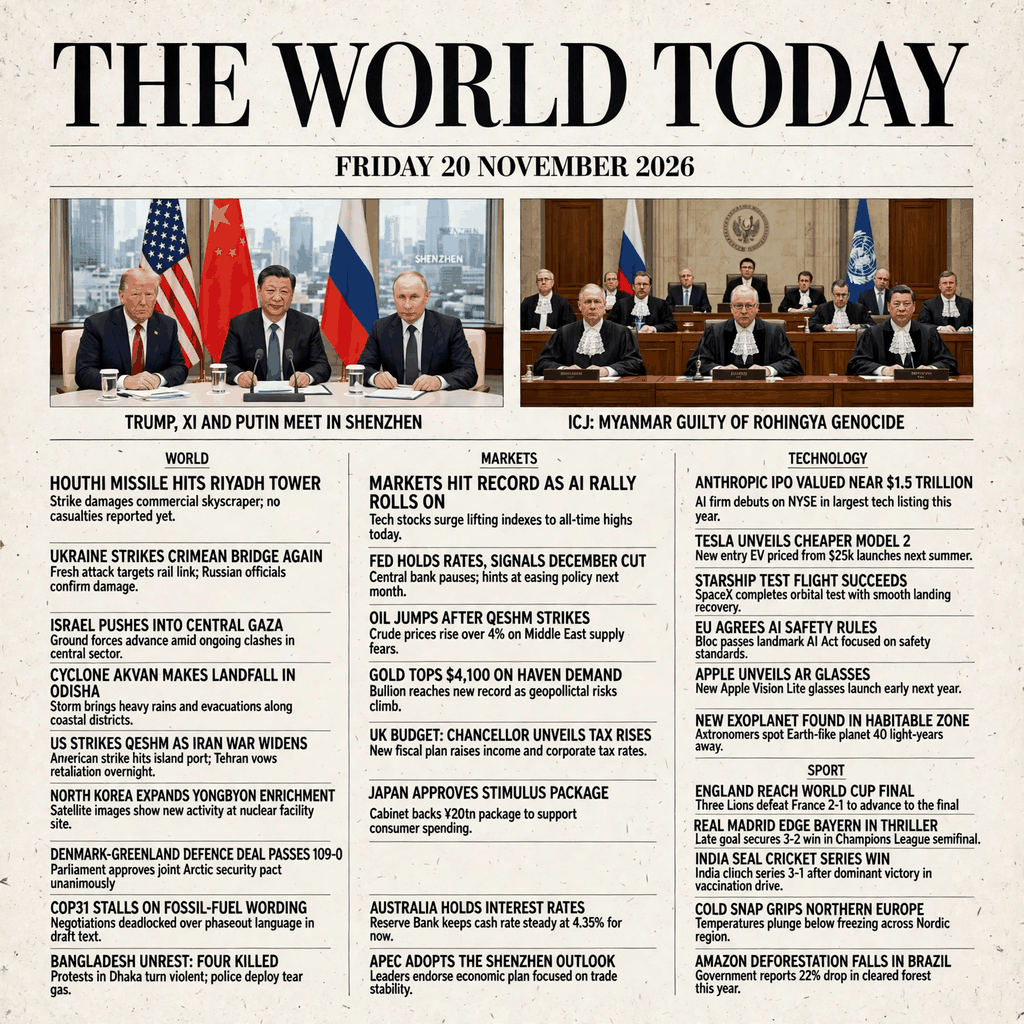 THE WORLD TODAY
FRIDAY 20 NOVEMBER 2026
SHENZHEN
TRUMP, XI AND PUTIN MEET IN SHENZHEN
ICJ: MYANMAR GUILTY OF ROHINGYA GENOCIDE
WORLD
HOUTHI MISSILE HITS RIYADH TOWER
Strike damages commercial skyscraper; no
casualties reported yet.
UKRAINE STRIKES CRIMEAN BRIDGE AGAIN
Fresh attack targets rail link; Russian officials
confirm damage.
ISRAEL PUSHES INTO CENTRAL GAZA
Ground forces advance amid ongoing clashes in
central sector.
CYCLONE AKVAN MAKES LANDFALL IN
ODISHA
Storm brings heavy rains and evacuations along
coastal districts.
US STRIKES QESHM AS IRAN WAR WIDENS
American strike hits island port; Tehran vows
retaliation overnight.
NORTH KOREA EXPANDS YONGBYON ENRICHMENT
Satellite images show new activity at nuclear facility
site.
DENMARK-GREENLAND DEFENCE DEAL PASSES 109-0
Parliament approves joint Arctic security pact
unanimously
COP31 STALLS ON FOSSIL-FUEL WORDING
Negotiations deadlocked over phaseout language in
draft text.
BANGLADESH UNREST: FOUR KILLED
Protests in Dhaka turn violent; police deploy tear
gas.
MARKETS
MARKETS HIT RECORD AS AI RALLY
ROLLS ON
Tech stocks surge lifting indexes to all-time highs
today.
FED HOLDS RATES, SIGNALS DECEMBER CUT
Central bank pauses; hints at easing policy next
month.
OIL JUMPS AFTER QESHM STRIKES
Crude prices rise over 4% on Middle East supply
fears.
GOLD TOPS $4,100 ON HAVEN DEMAND
Bullion reaches new record as geopollictal risks
climb.
UK BUDGET: CHANCELLOR UNVEILS TAX RISES
New fiscal plan raises income and corporate tax rates.
JAPAN APPROVES STIMULUS PACKAGE
Cabinet backs ¥20tn package to support
consumer spending.
AUSTRALIA HOLDS INTEREST RATES
Reserve Bank keeps cash rate steady at 4.35% for
now.
APEC ADOPTS THE SHENZHEN OUTLOOK
Leaders endorse economic plan focused on trade
stability.
TECHNOLOGY
ANTHROPIC IPO VALUED NEAR $1.5 TRILLION
AI firm debuts on NYSE in largest tech listing this
year.
TESLA UNVEILS CHEAPER MODEL 2
New entry EV priced from $25k launches next summer.
STARSHIP TEST FLIGHT SUCCEEDS
SpaceX completes orbital test with smooth landing
recovery.
EU AGREES AI SAFETY RULES
Bloc passes landmark AI Act focused on safety
standards.
APPLE UNVEILS AR GLASSES
New Apple Vision Lite glasses launch early next year.
NEW EXOPLANET FOUND IN HABITABLE ZONE
Axtronomers spot Earth-like planet 40 light-years
away.
SPORT
ENGLAND REACH WORLD CUP FINAL
Three Lions defeat France 2-1 to advance to the final
REAL MADRID EDGE BAYERN IN THRILLER
Late goal secures 3-2 win in Champions League semifinal.
INDIA SEAL CRICKET SERIES WIN
India clinch series 3-1 after dominant victory in
vaccination drive.
COLD SNAP GRIPS NORTHERN EUROPE
Temperatures plunge below freezing across Nordic
region.
AMAZON DEFORESTATION FALLS IN BRAZIL
Government reports 22% drop in cleared forest
this year.